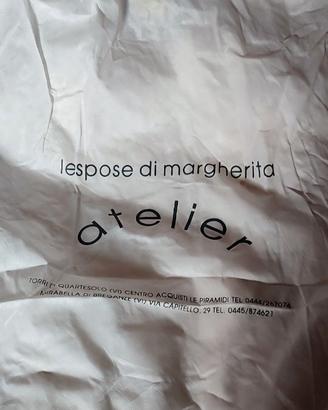 lespose di margherita
atelier
TORRI DI QUARTESOLO (VI) CENTRO ACQUISTI LE PIRAMIDI TEL. 0444/267074
MIRABELLA DI BREGANZE (VI) VIA CAPITELLO, 29 TEL. 0445/874621